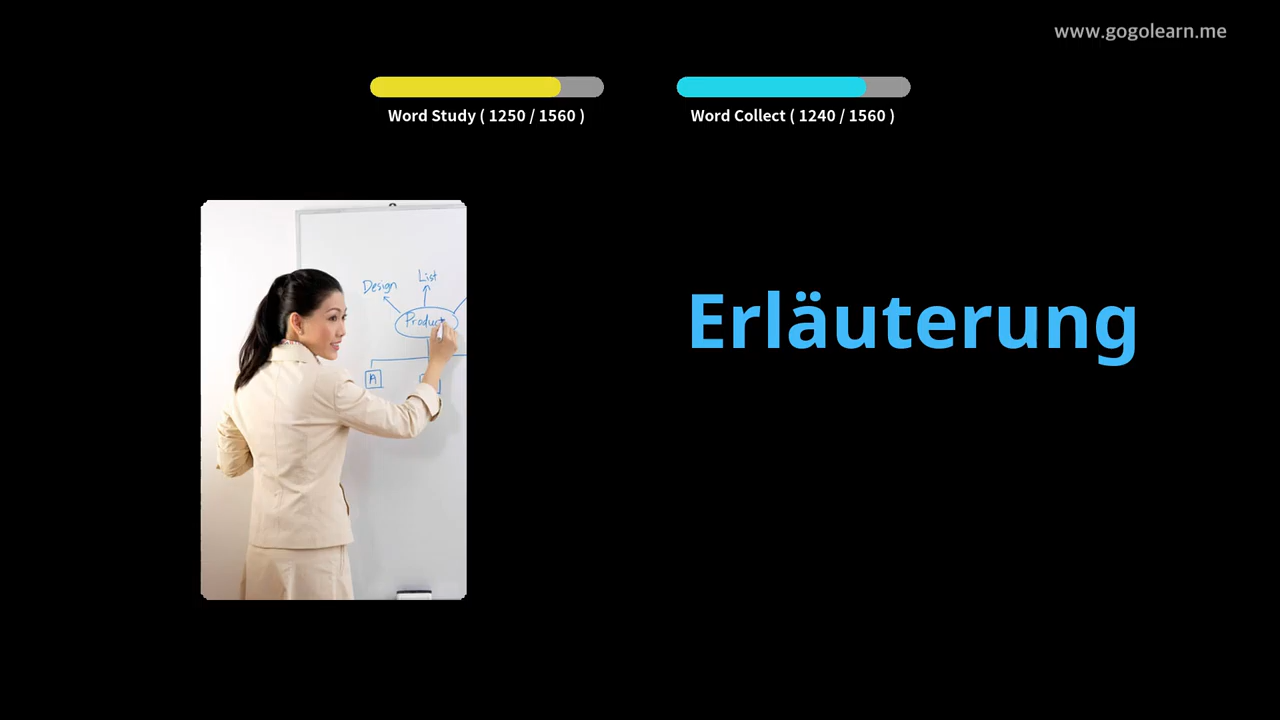 www.gogolearn.me
Word Study ( 1250 / 1560 )
Word Collect ( 1240 / 1560 )
Erläuterung
List
Design
Product
A